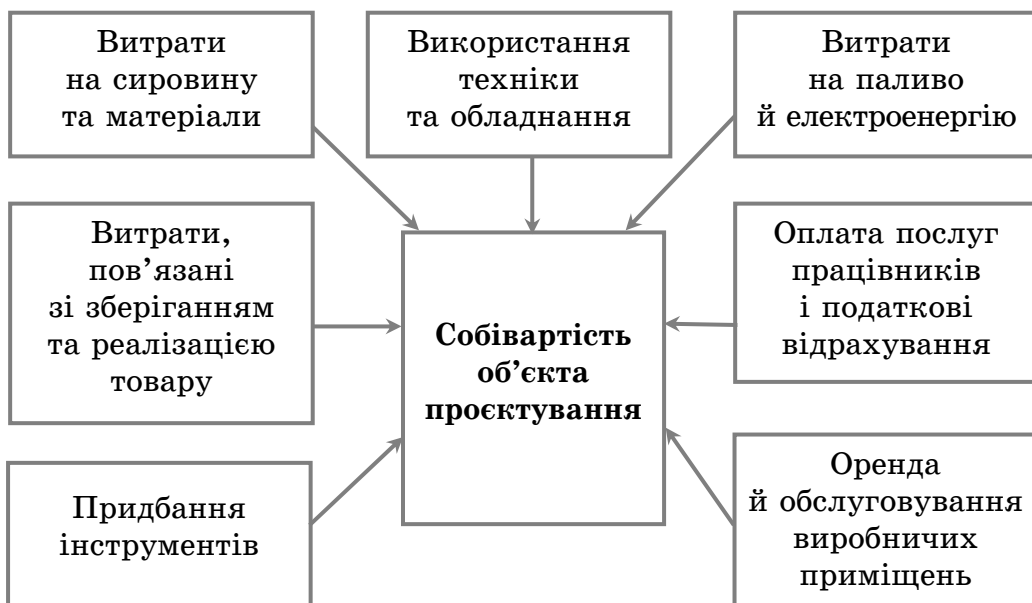 Витрати
на сировину
та матеріали
Використання
техніки
та обладнання
Витрати
на паливо
й електроенергію
Витрати,
пов’язані
зі зберіганням
та реалізацією
товару
Собівартість
об’єкта
проєктування
Оплата послуг
працівників
і податкові
відрахування
Придбання
інструментів
Оренда
й обслуговування
виробничих
приміщень